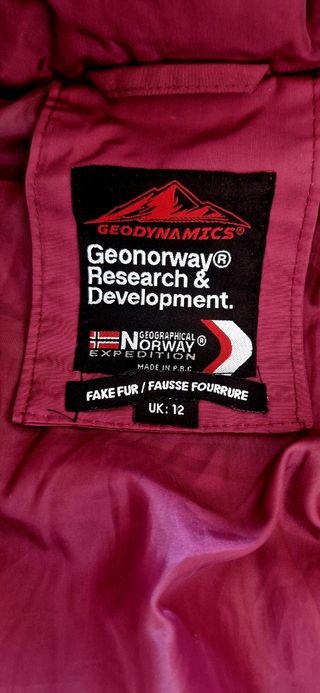 GEODYNAMICS®
Geonorway®
Research &
Development.
GEOGRAPHICAL
NORWAY®
EXPEDITION
MADE IN P.R.C
FAKE FUR / FAUSSE FOURRURE
UK: 12